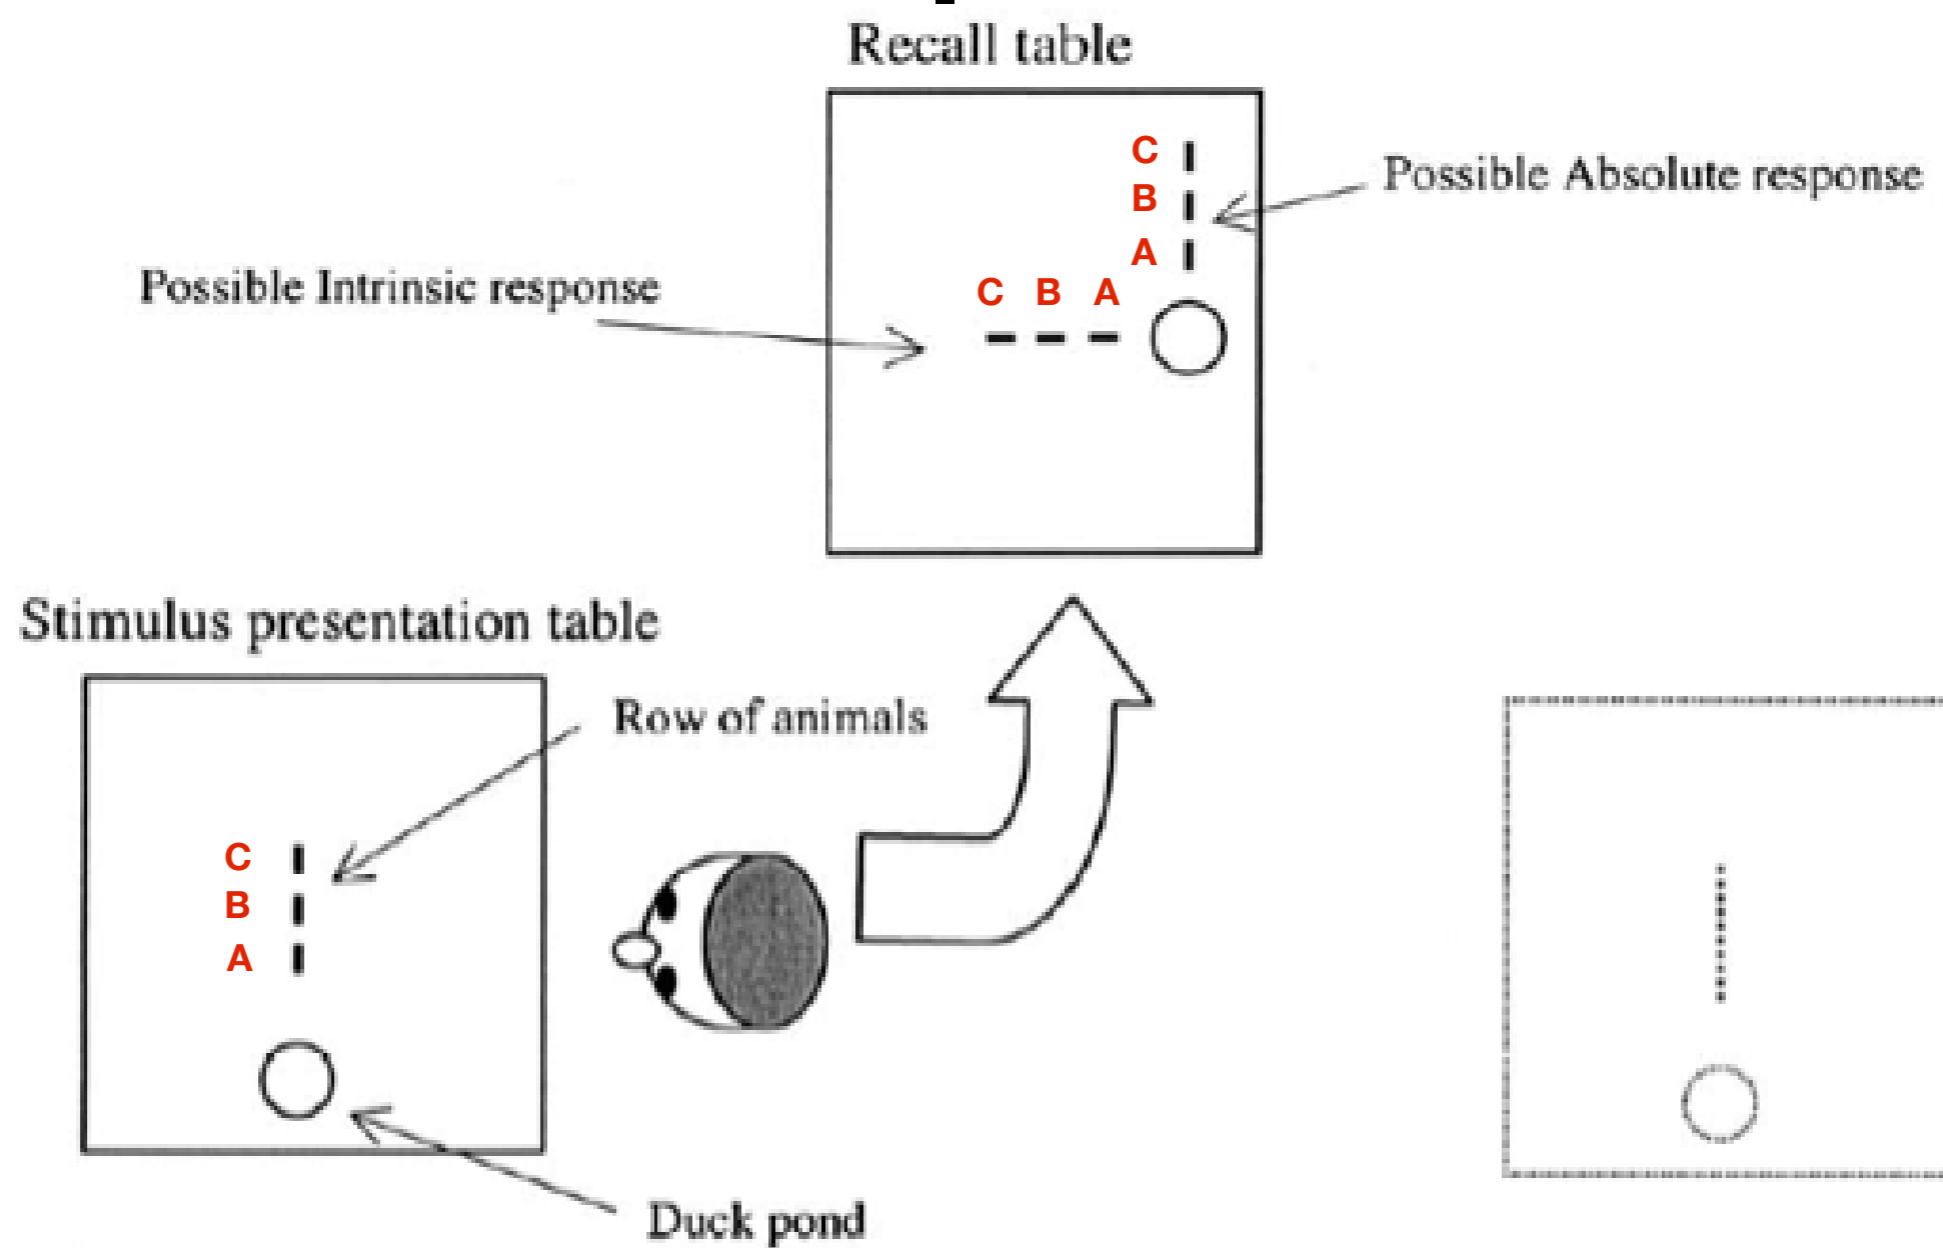 Recall table
C
B
A
Possible Absolute response
Possible Intrinsic response
C B A
Stimulus presentation table
Row of animals
C
B
A
Duck pond